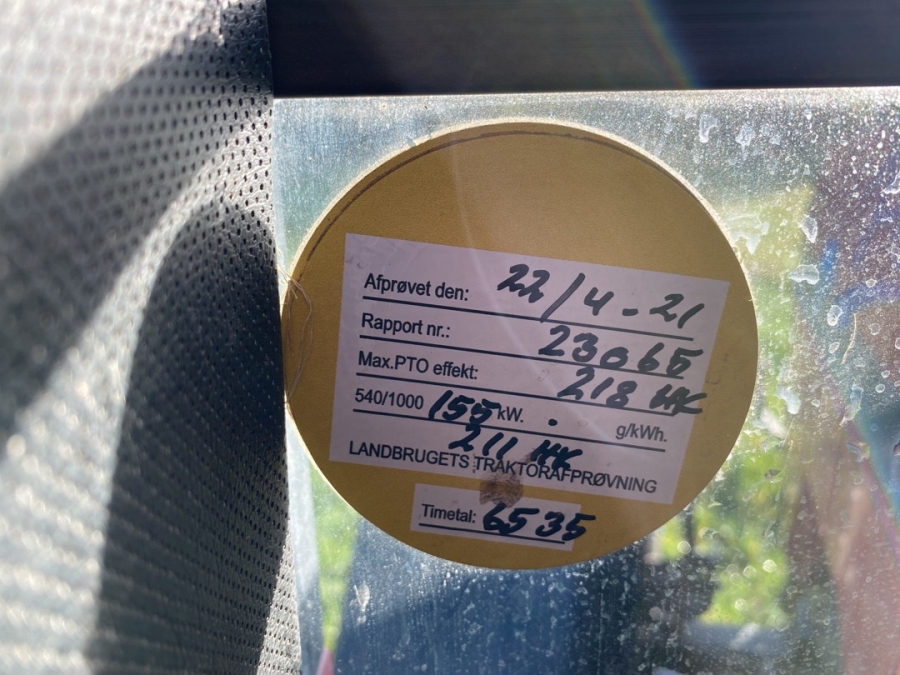 Afprøvet den: 22/4-21
Rapport nr.: 23065
Max.PTO effekt: 218 HK
540/1000 155 kW. g/kWh.
211 HK
LANDBRUGETS TRAKTORAFPRØVNING
Timetal: 6535